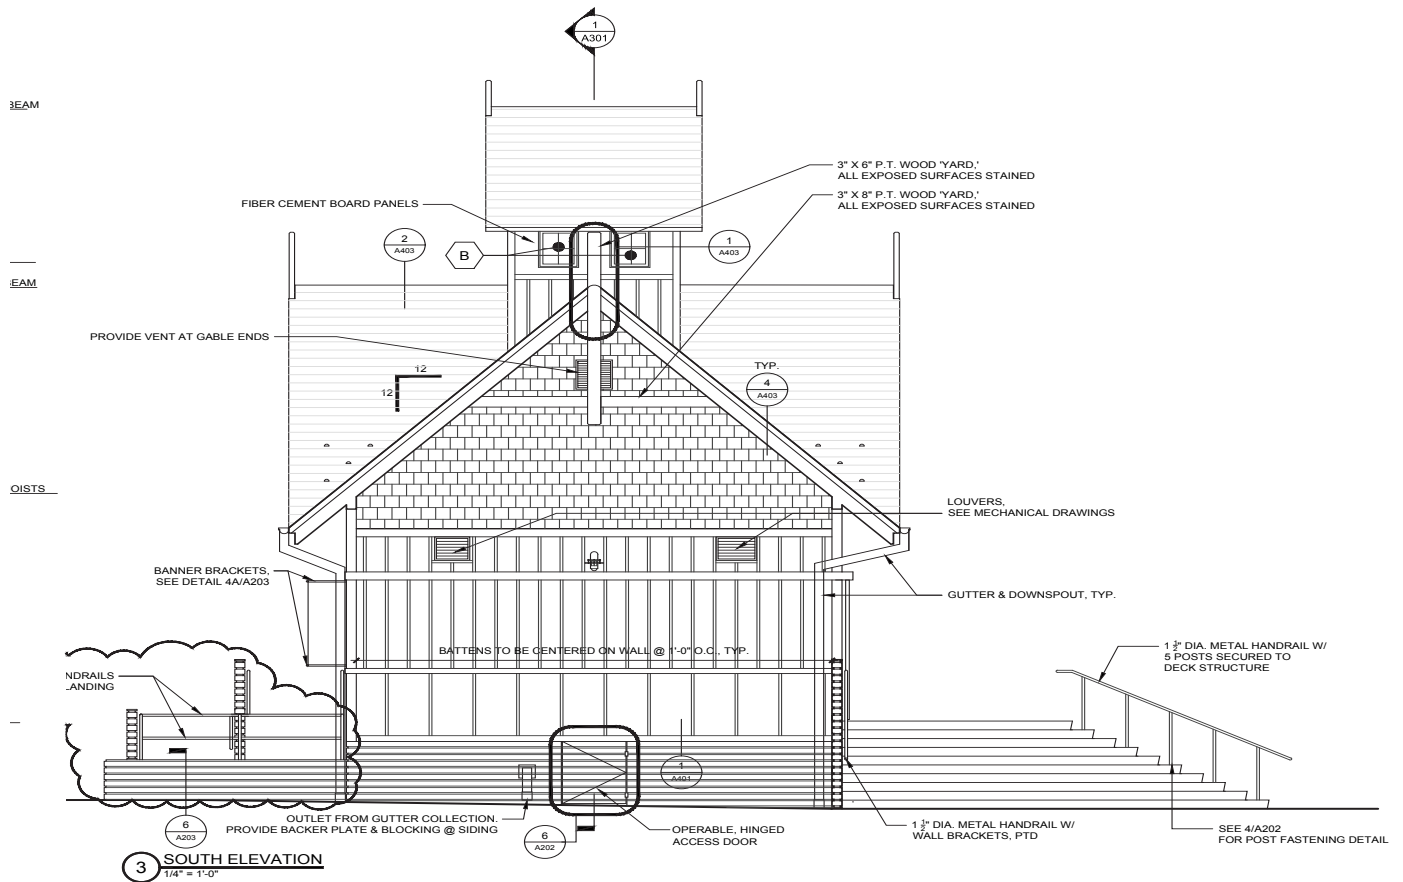 1
A301
BEAM
3" X 6" P.T. WOOD 'YARD,'
ALL EXPOSED SURFACES STAINED
3" X 8" P.T. WOOD 'YARD,'
ALL EXPOSED SURFACES STAINED
FIBER CEMENT BOARD PANELS
2
A403
B
1
A403
EAM
PROVIDE VENT AT GABLE ENDS
12
12
TYP.
4
A403
OISTS
LOUVERS,
SEE MECHANICAL DRAWINGS
BANNER BRACKETS,
SEE DETAIL 4A/A203
GUTTER & DOWNSPOUT, TYP.
BATTENS TO BE CENTERED ON WALL @ 1'-0" O.C., TYP.
1 1/2" DIA. METAL HANDRAIL W/
5 POSTS SECURED TO
DECK STRUCTURE
NDRAILS
LANDING
1
A401
OUTLET FROM GUTTER COLLECTION.
PROVIDE BACKER PLATE & BLOCKING @ SIDING
6
A203
6
A202
OPERABLE, HINGED
ACCESS DOOR
1 1/2" DIA. METAL HANDRAIL W/
WALL BRACKETS, PTD
SEE 4/A202
FOR POST FASTENING DETAIL
3 SOUTH ELEVATION
1/4" = 1'-0"